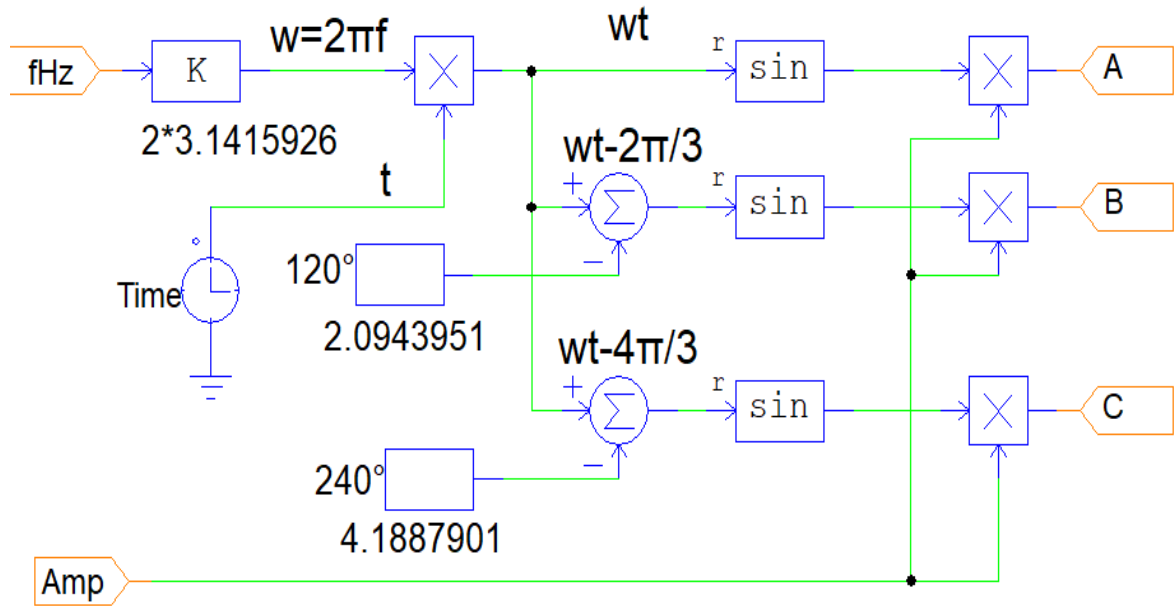 w=2πf
wt
fHz
K
r
sin
A
2*3.1415926
wt-2π/3
t
+
Σ
r
sin
B
−
120°
Time
2.0943951
wt-4π/3
+
Σ
r
sin
C
−
240°
4.1887901
Amp